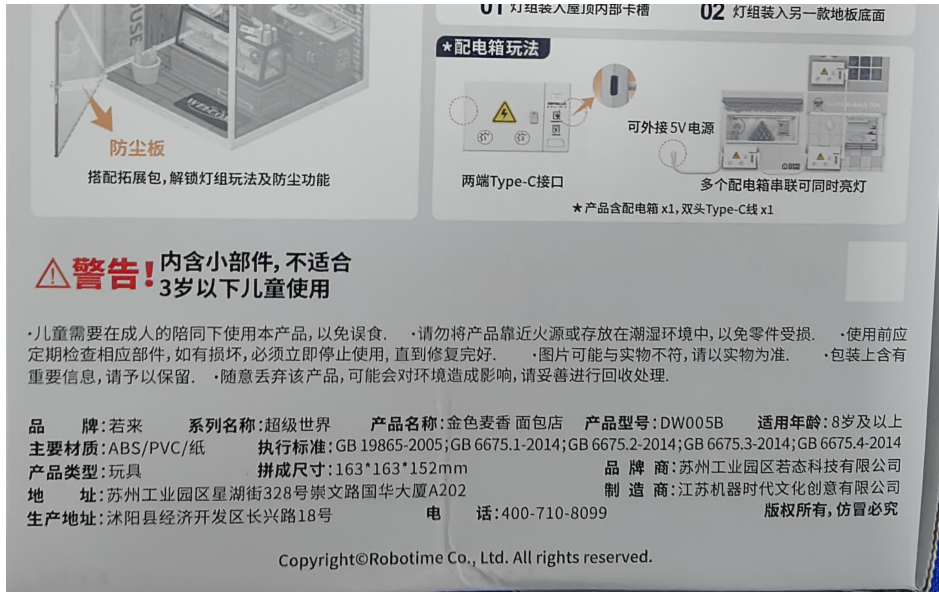 01 灯组装入屋顶内部卡槽
02 灯组装入另一款地板底面
HOUSE
防尘板
搭配拓展包,解锁灯组玩法及防尘功能
★配电箱玩法
两端Type-C接口
可外接5V电源
多个配电箱串联可同时亮灯
★产品含配电箱 x1,双头Type-C线 x1
警告!
内含小部件,不适合
3岁以下儿童使用
·儿童需要在成人的陪同下使用本产品,以免误食. ·请勿将产品靠近火源或存放在潮湿环境中,以免零件受损. ·使用前应
定期检查相应部件,如有损坏,必须立即停止使用,直到修复完好. ·图片可能与实物不符,请以实物为准. ·包装上含有
重要信息,请予以保留. ·随意丢弃该产品,可能会对环境造成影响,请妥善进行回收处理.
品 牌:若来 系列名称:超级世界 产品名称:金色麦香 面包店 产品型号:DW005B 适用年龄:8岁及以上
主要材质:ABS/PVC/纸 执行标准:GB 19865-2005;GB 6675.1-2014;GB 6675.2-2014;GB 6675.3-2014;GB 6675.4-2014
产品类型:玩具 拼成尺寸:163*163*152mm 品 牌 商:苏州工业园区若态科技有限公司
地 址:苏州工业园区星湖街328号崇文路国华大厦A202 制 造 商:江苏机器时代文化创意有限公司
生产地址:沭阳县经济开发区长兴路18号 电 话:400-710-8099 版权所有,仿冒必究
Copyright©Robotime Co., Ltd. All rights reserved.